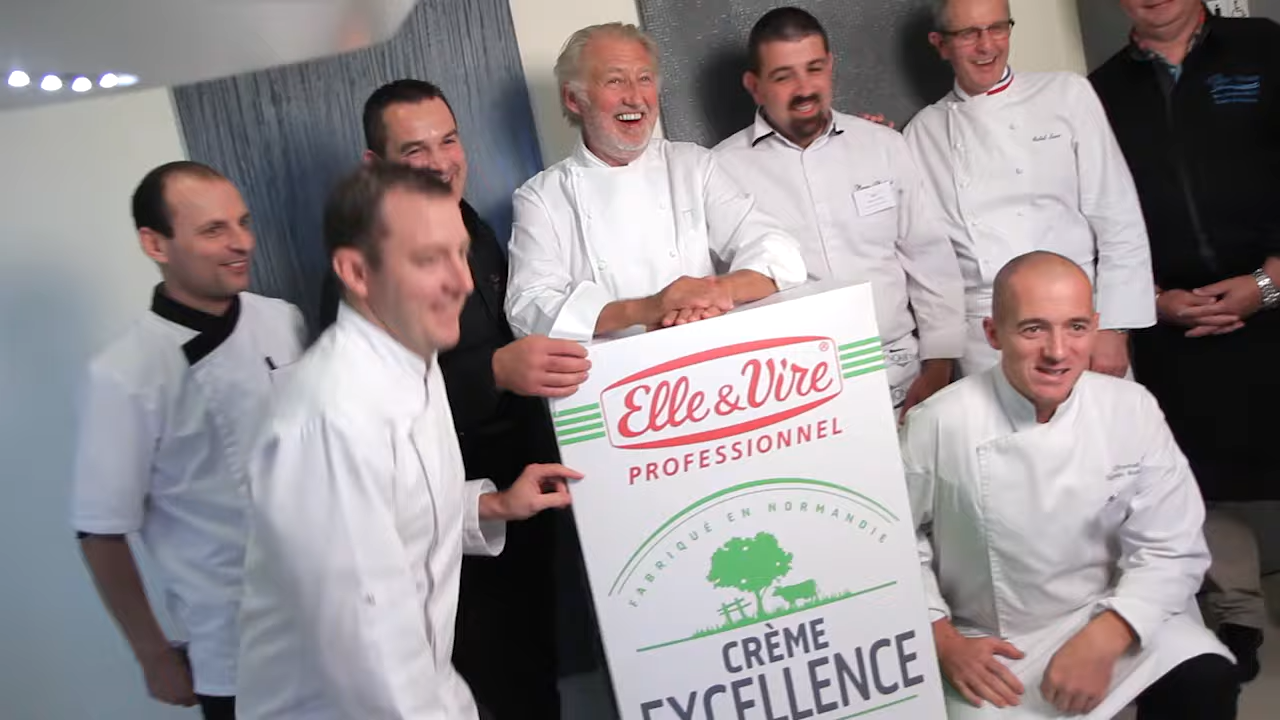 Elle & Vire ®
PROFESSIONNEL
FABRIQUÉ EN NORMANDIE
CRÈME
EXCELLENCE